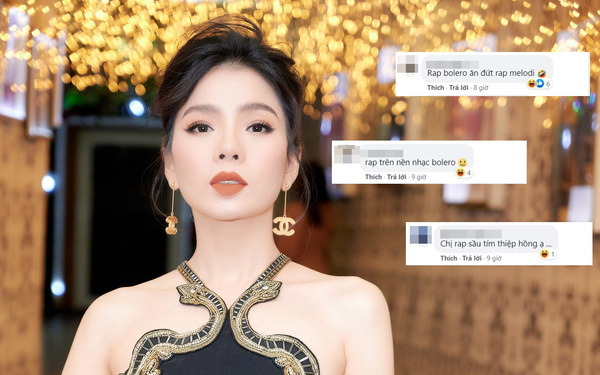 Rap bolero ăn đứt rap melodi 🤣
Thích · Trả lời · 8 giờ
6
rap trên nền nhạc bolero 😥
Thích · Trả lời · 9 giờ
4
Chị rap sầu tím thiệp hồng ạ ...
Thích · Trả lời · 9 giờ
1